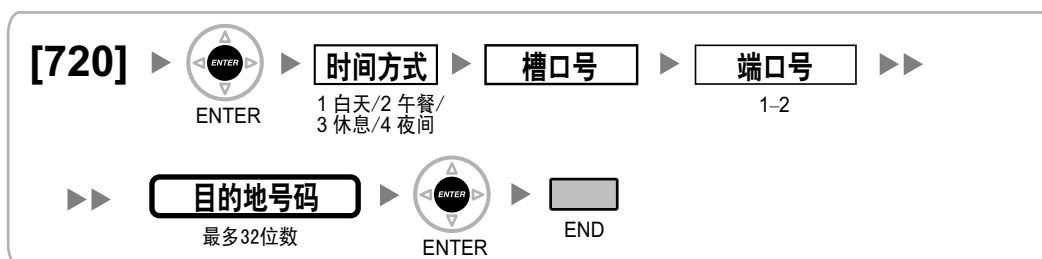 [720] ENTER 时间方式 槽口号 端口号
1 白天/2 午餐/ 1–2
ENTER 3 休息/4 夜间
目的地号码 ENTER
最多32位数 END
ENTER